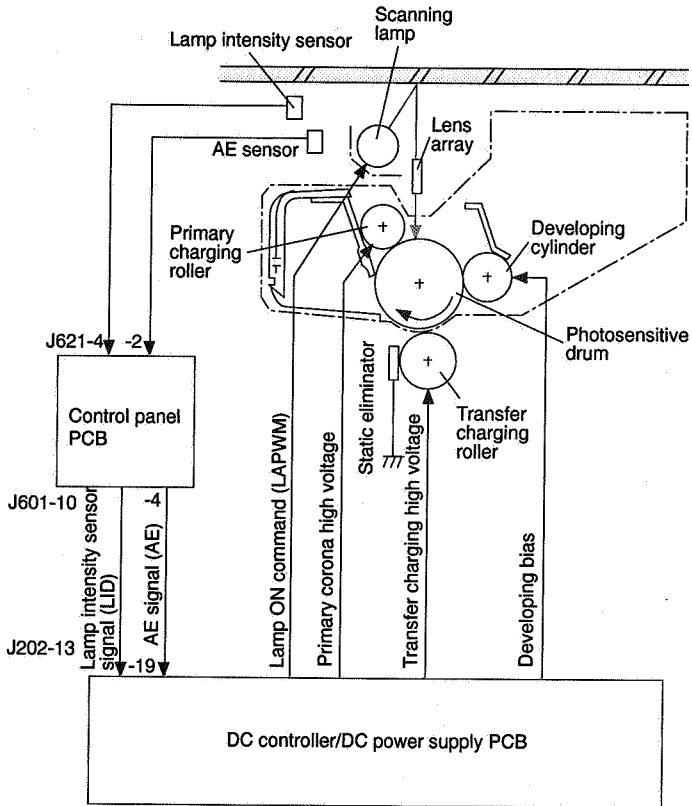 Scanning
lamp
Lamp intensity sensor
AE sensor
Lens
array
Primary
charging
roller
Developing
cylinder
Photosensitive
drum
J621-4
-2
Control panel
PCB
Static eliminator
Transfer
charging
roller
J601-10
-4
Lamp intensity sensor
signal (LID)
AE signal (AE)
Lamp ON command (LAPWM)
Primary corona high voltage
Transfer charging high voltage
Developing bias
J202-13
-19
DC controller/DC power supply PCB